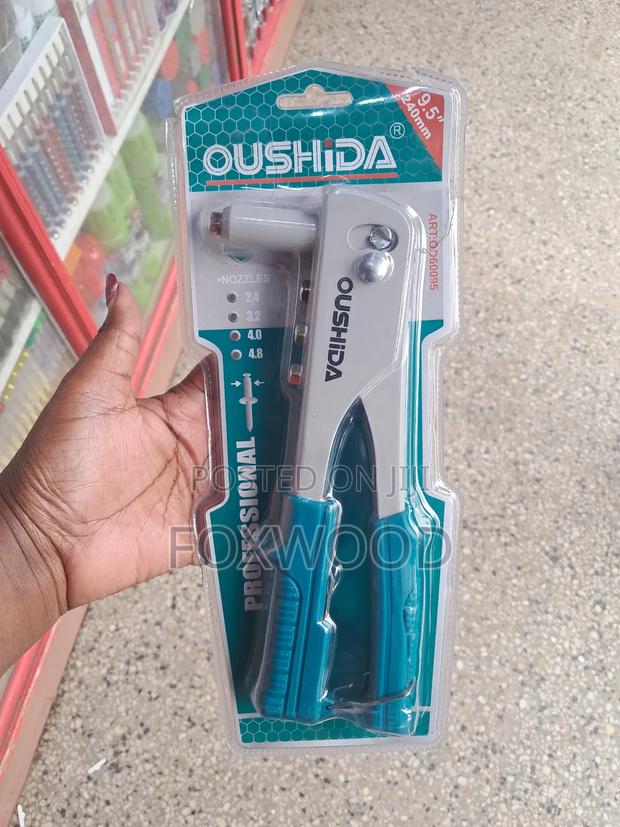 OUSHiDA®
9.5"
240mm
ART:OD60095
•NOZZLES
2.4
3.2
4.0
4.8
OUSHiDA
PROFESSIONAL
POSTED ON JIJI
FOXWOOD